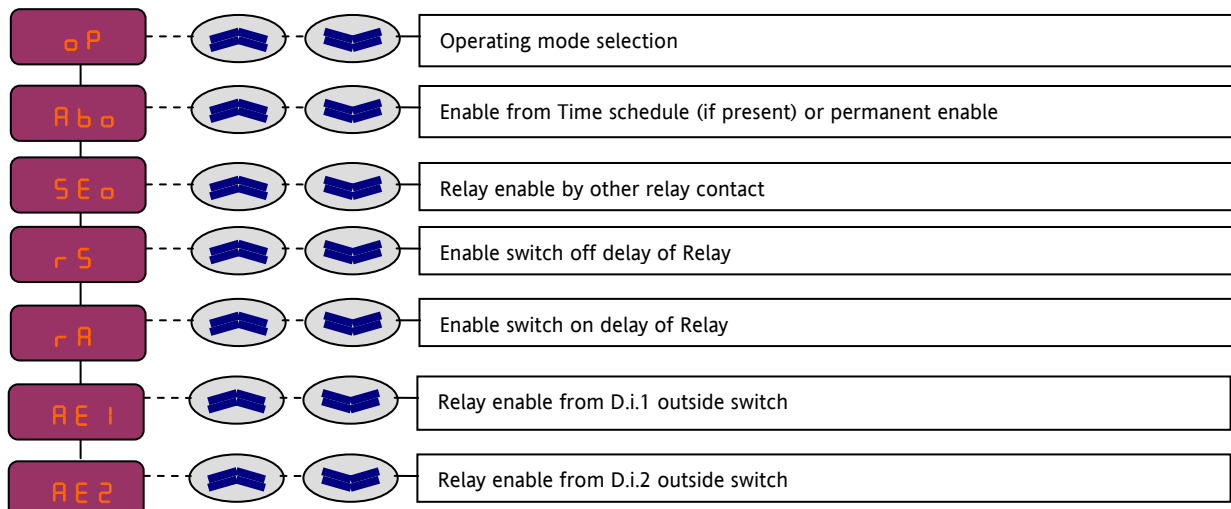 oP Operating mode selection
Abo Enable from Time schedule (if present) or permanent enable
SEo Relay enable by other relay contact
rS Enable switch off delay of Relay
rA Enable switch on delay of Relay
AE1 Relay enable from D.i.1 outside switch
AE2 Relay enable from D.i.2 outside switch